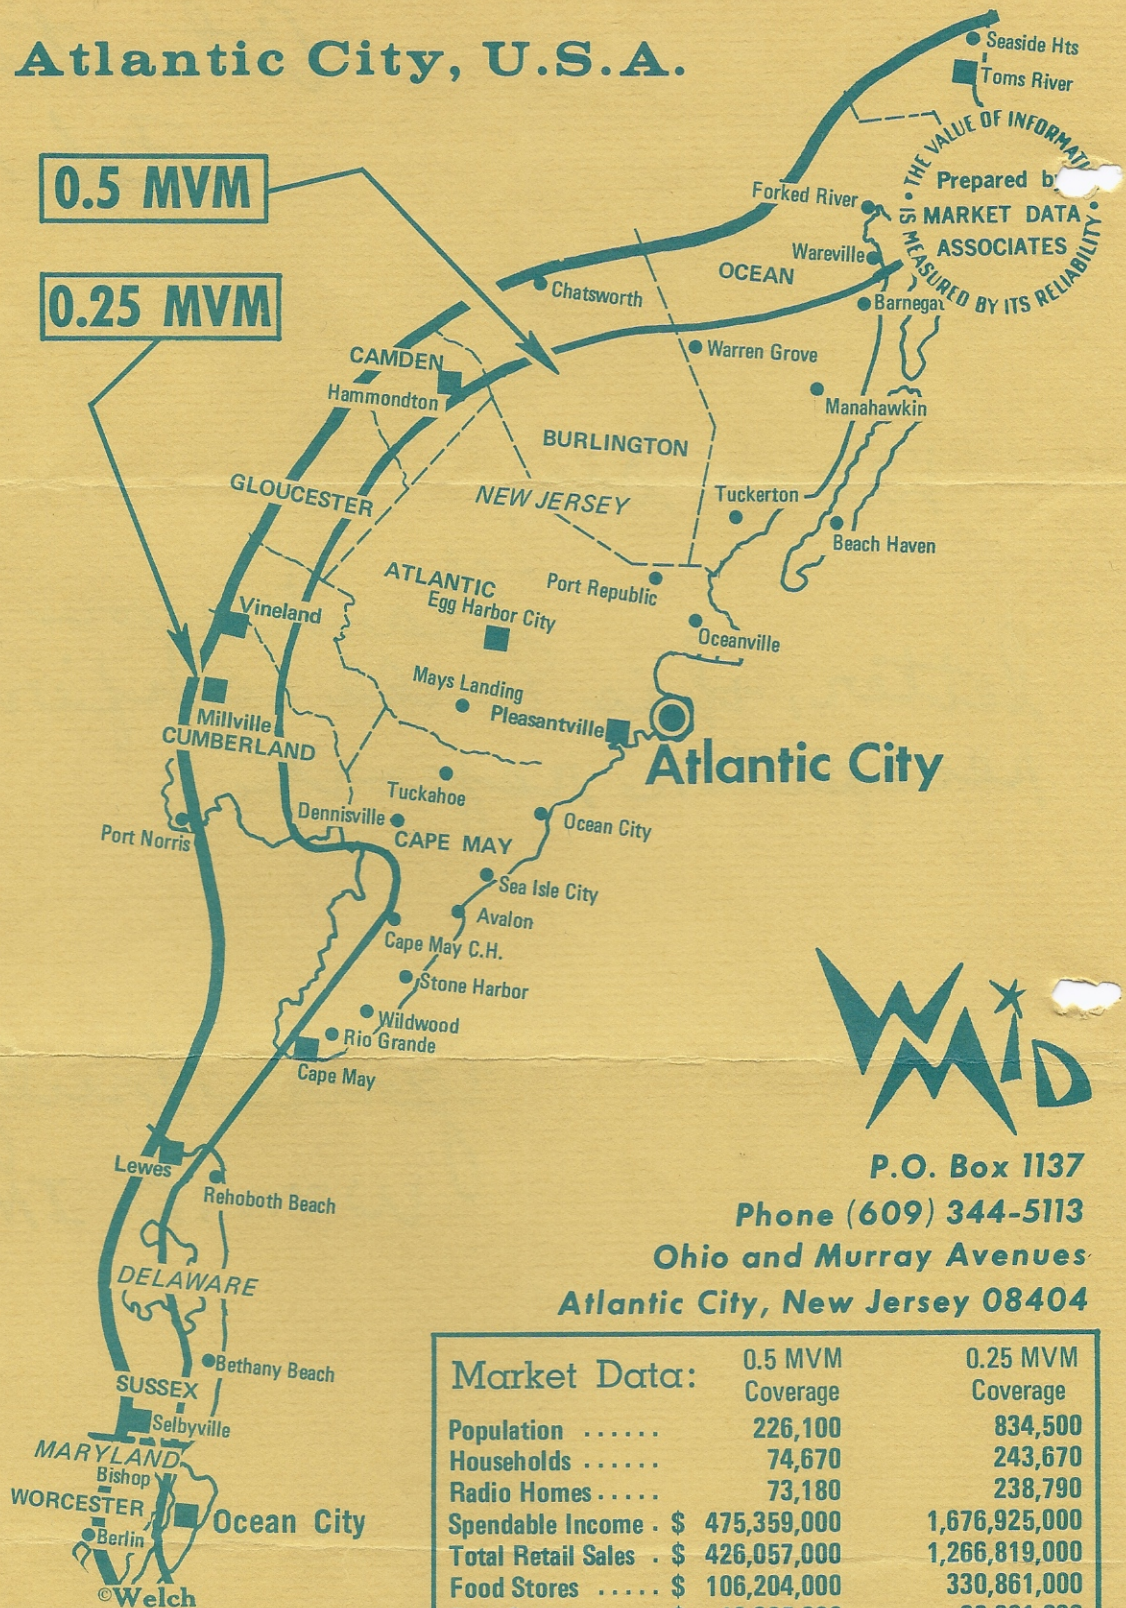 Atlantic City, U.S.A.
0.5 MVM
0.25 MVM
Seaside Hts
Toms River
THE VALUE OF INFORMATI
IS MEASURED BY ITS RELIABILITY
Prepared b
MARKET DATA
ASSOCIATES
Forked River
Wareville
OCEAN
Chatsworth
Barnegat
CAMDEN
Warren Grove
Hammondton
Manahawkin
BURLINGTON
GLOUCESTER
NEW JERSEY
Tuckerton
Beach Haven
ATLANTIC
Port Republic
Egg Harbor City
Vineland
Oceanville
Mays Landing
Pleasantville
Millville
CUMBERLAND
Atlantic City
Tuckahoe
Dennisville
Ocean City
Port Norris
CAPE MAY
Sea Isle City
Avalon
Cape May C.H.
Stone Harbor
Wildwood
Rio Grande
Cape May
WMID
Lewes
Rehoboth Beach
P.O. Box 1137
Phone (609) 344-5113
Ohio and Murray Avenues
Atlantic City, New Jersey 08404
DELAWARE
Bethany Beach
SUSSEX
Selbyville
MARYLAND
Bishop
WORCESTER
Ocean City
Berlin
©Welch
Market Data: 0.5 MVM Coverage 0.25 MVM Coverage
Population ...... 226,100 834,500
Households ...... 74,670 243,670
Radio Homes ..... 73,180 238,790
Spendable Income . $ 475,359,000 1,676,925,000
Total Retail Sales . $ 426,057,000 1,266,819,000
Food Stores ..... $ 106,204,000 330,861,000